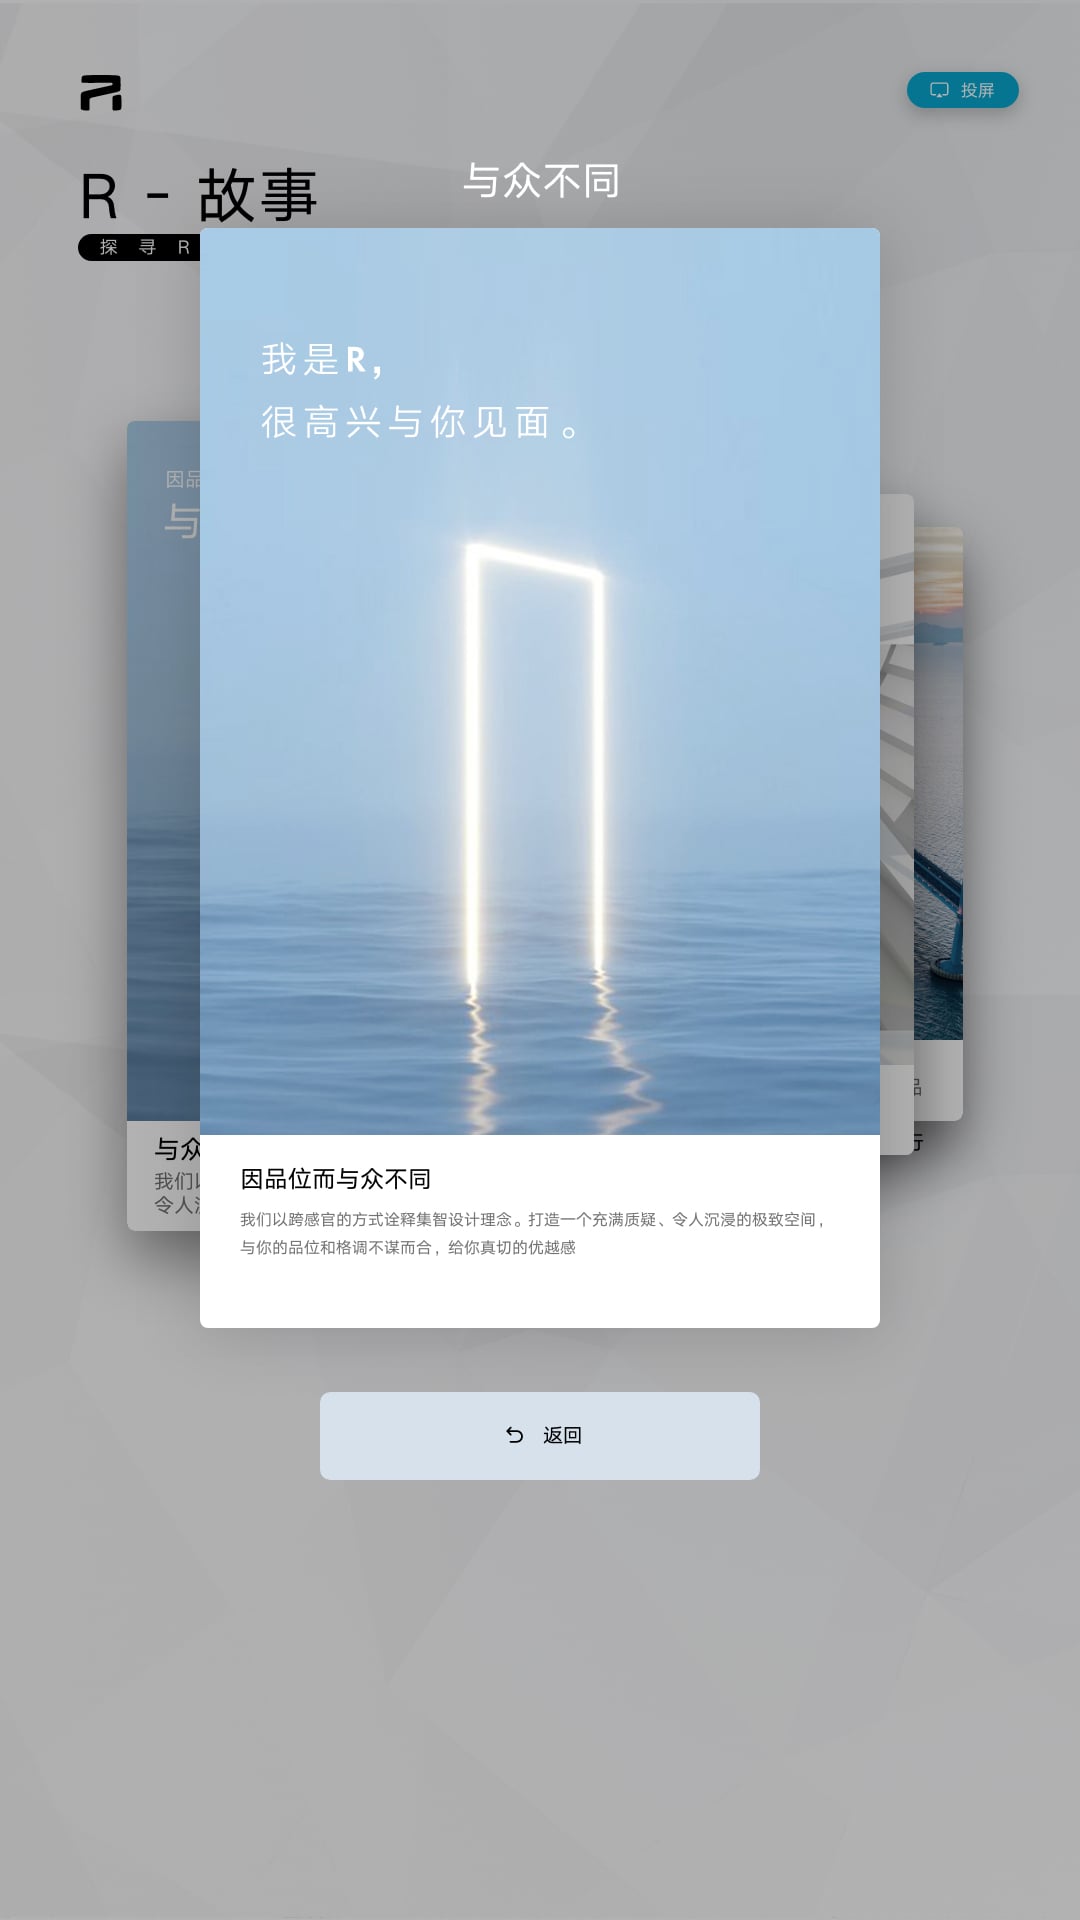 投屏
R - 故事
与众不同
探 寻 R
我是R,
很高兴与你见面。
因品
与
品
行
与众
我们以
令人
因品位而与众不同
我们以跨感官的方式诠释集智设计理念。打造一个充满质疑、令人沉浸的极致空间,
与你的品位和格调不谋而合, 给你真切的优越感
返回